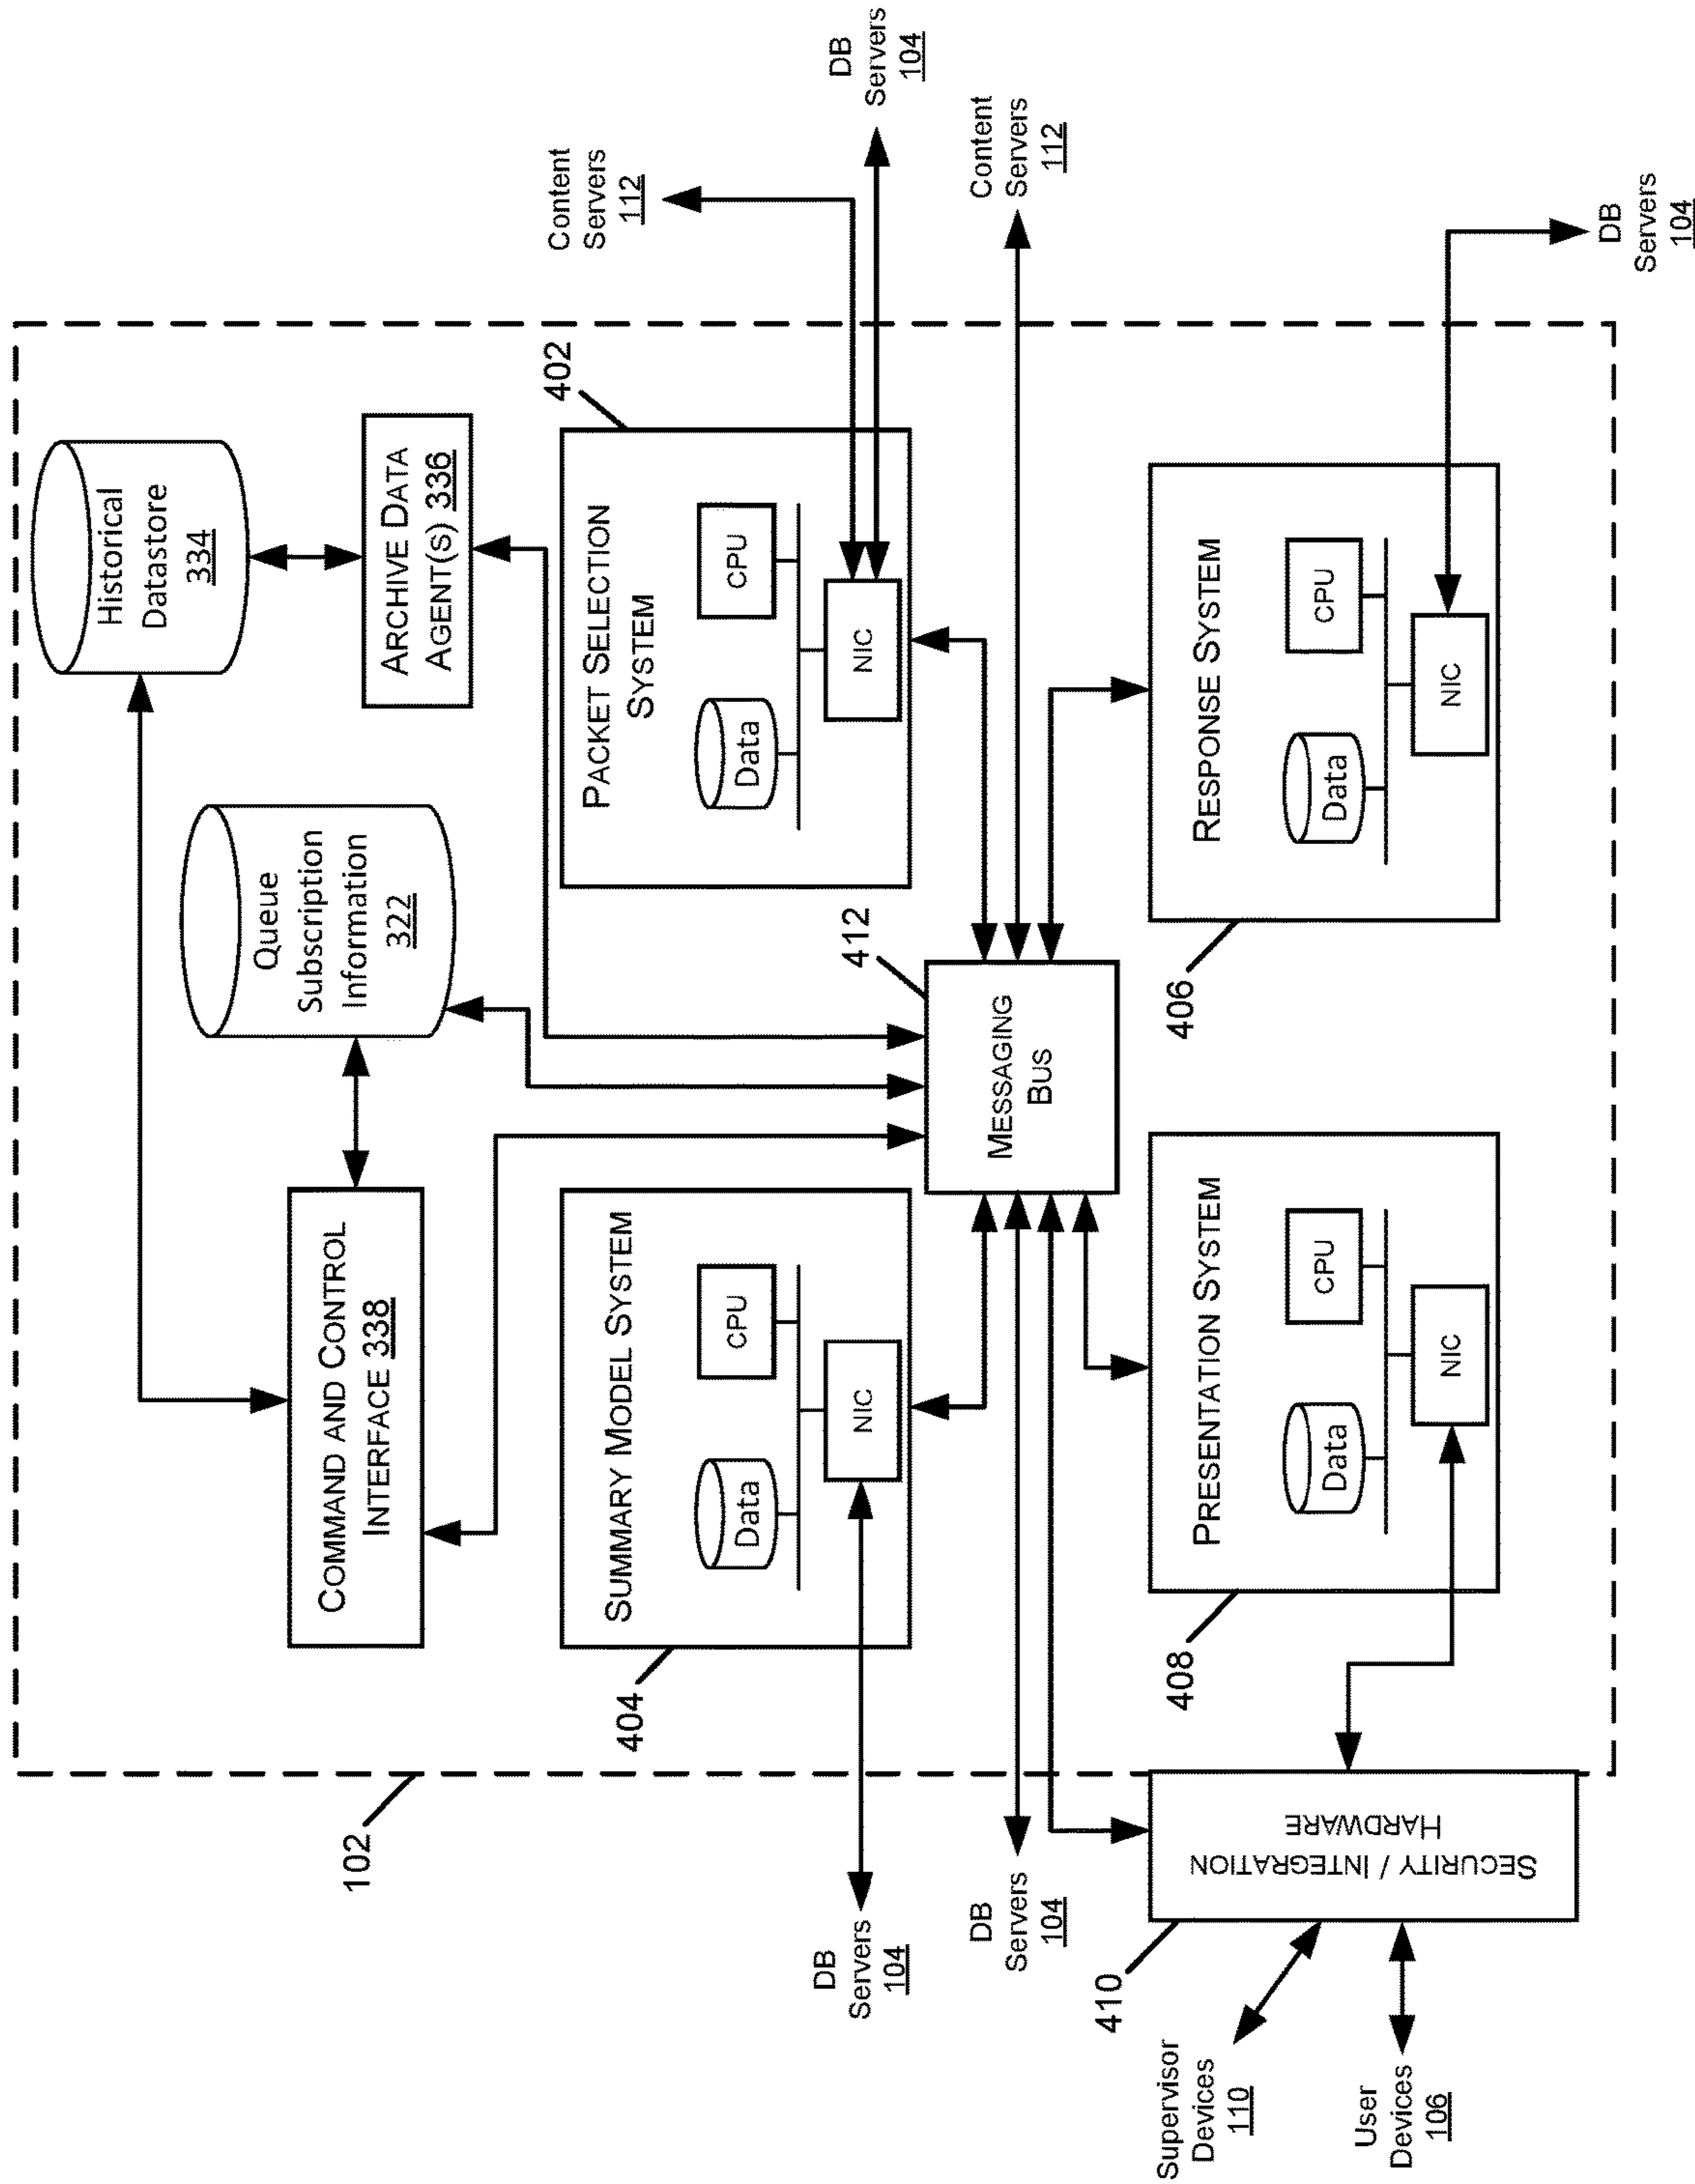 102
COMMAND AND CONTROL
INTERFACE 338
Queue
Subscription
Information
322
Historical
Datastore
334
ARCHIVE DATA
AGENT(S) 336
404
SUMMARY MODEL SYSTEM
Data
CPU
NIC
DB
Servers
104
402
PACKET SELECTION
SYSTEM
Data
CPU
NIC
Content
Servers
112
DB
Servers
104
412
MESSAGING
BUS
DB
Servers
104
Content
Servers
112
408
PRESENTATION SYSTEM
Data
CPU
NIC
406
RESPONSE SYSTEM
Data
CPU
NIC
DB
Servers
104
410
SECURITY / INTEGRATION
HARDWARE
Supervisor
Devices
110
User
Devices
106